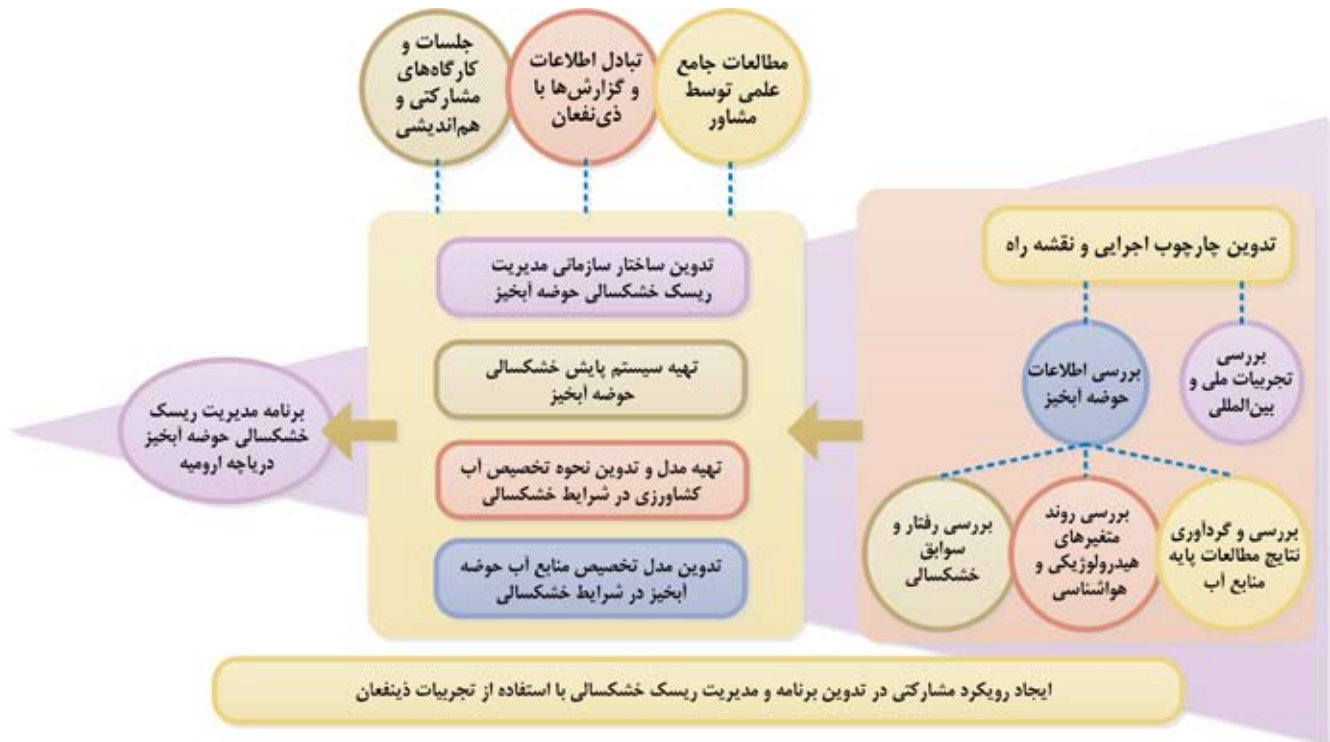 مطالعات جامع
علمی توسط
مشاور
تبادل اطلاعات
و گزارش‌ها با
ذی‌نفعان
جلسات و
کارگاه‌های
مشارکتی و
هم‌اندیشی
تدوین چارچوب اجرایی و نقشه راه
بررسی
تجربیات ملی و
بین‌المللی
بررسی اطلاعات
حوضه آبخیز
بررسی و گردآوری
نتایج مطالعات پایه
منابع آب
بررسی روند
متغیرهای
هیدرولوژیکی و
هواشناسی
بررسی رفتار و
سوابق
خشکسالی
تدوین ساختار سازمانی مدیریت
ریسک خشکسالی حوضه آبخیز
تهیه سیستم پایش خشکسالی
حوضه آبخیز
تهیه مدل و تدوین نحوه تخصیص آب
کشاورزی در شرایط خشکسالی
تدوین مدل تخصیص منابع آب حوضه
آبخیز در شرایط خشکسالی
برنامه مدیریت ریسک
خشکسالی حوضه آبخیز
دریاچه ارومیه
ایجاد رویکرد مشارکتی در تدوین برنامه و مدیریت ریسک خشکسالی با استفاده از تجربیات ذینفعان